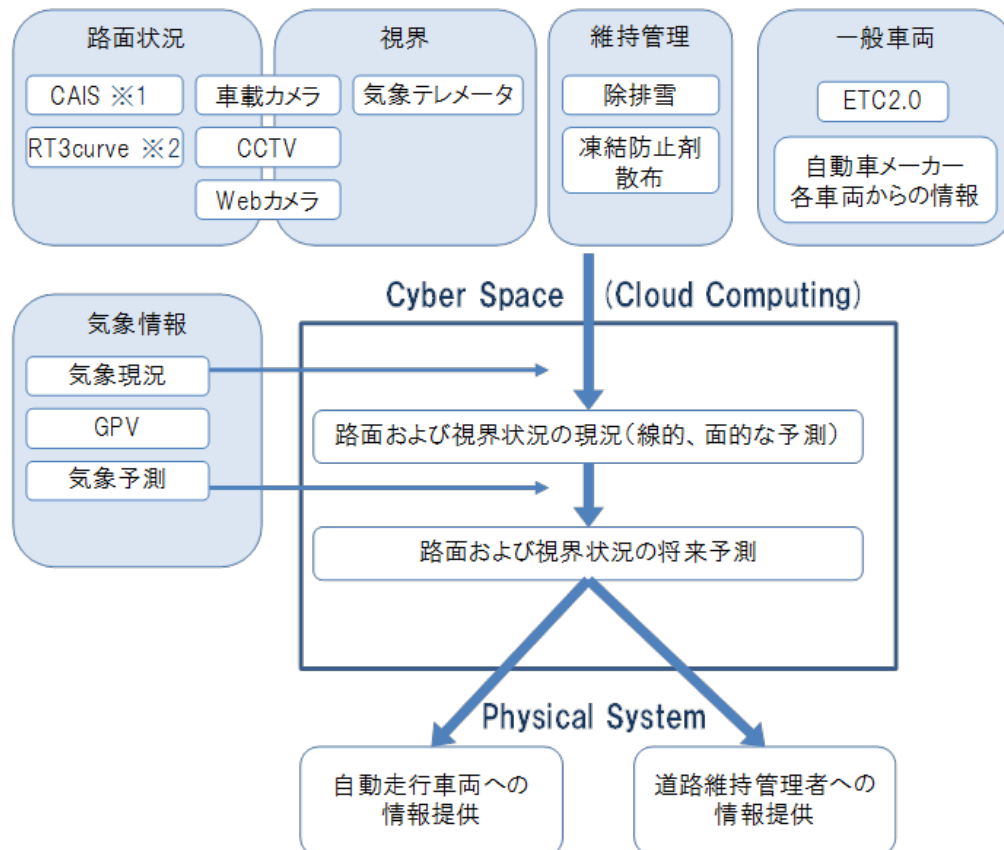 路面状況
視界
維持管理
一般車両
CAIS ※1
車載カメラ
気象テレメータ
除排雪
ETC2.0
RT3curve ※2
CCTV
凍結防止剤
散布
自動車メーカー
各車両からの情報
Webカメラ
Cyber Space (Cloud Computing)
気象情報
気象現況
GPV
気象予測
路面および視界状況の現況(線的、面的な予測)
路面および視界状況の将来予測
Physical System
自動走行車両への
情報提供
道路維持管理者への
情報提供